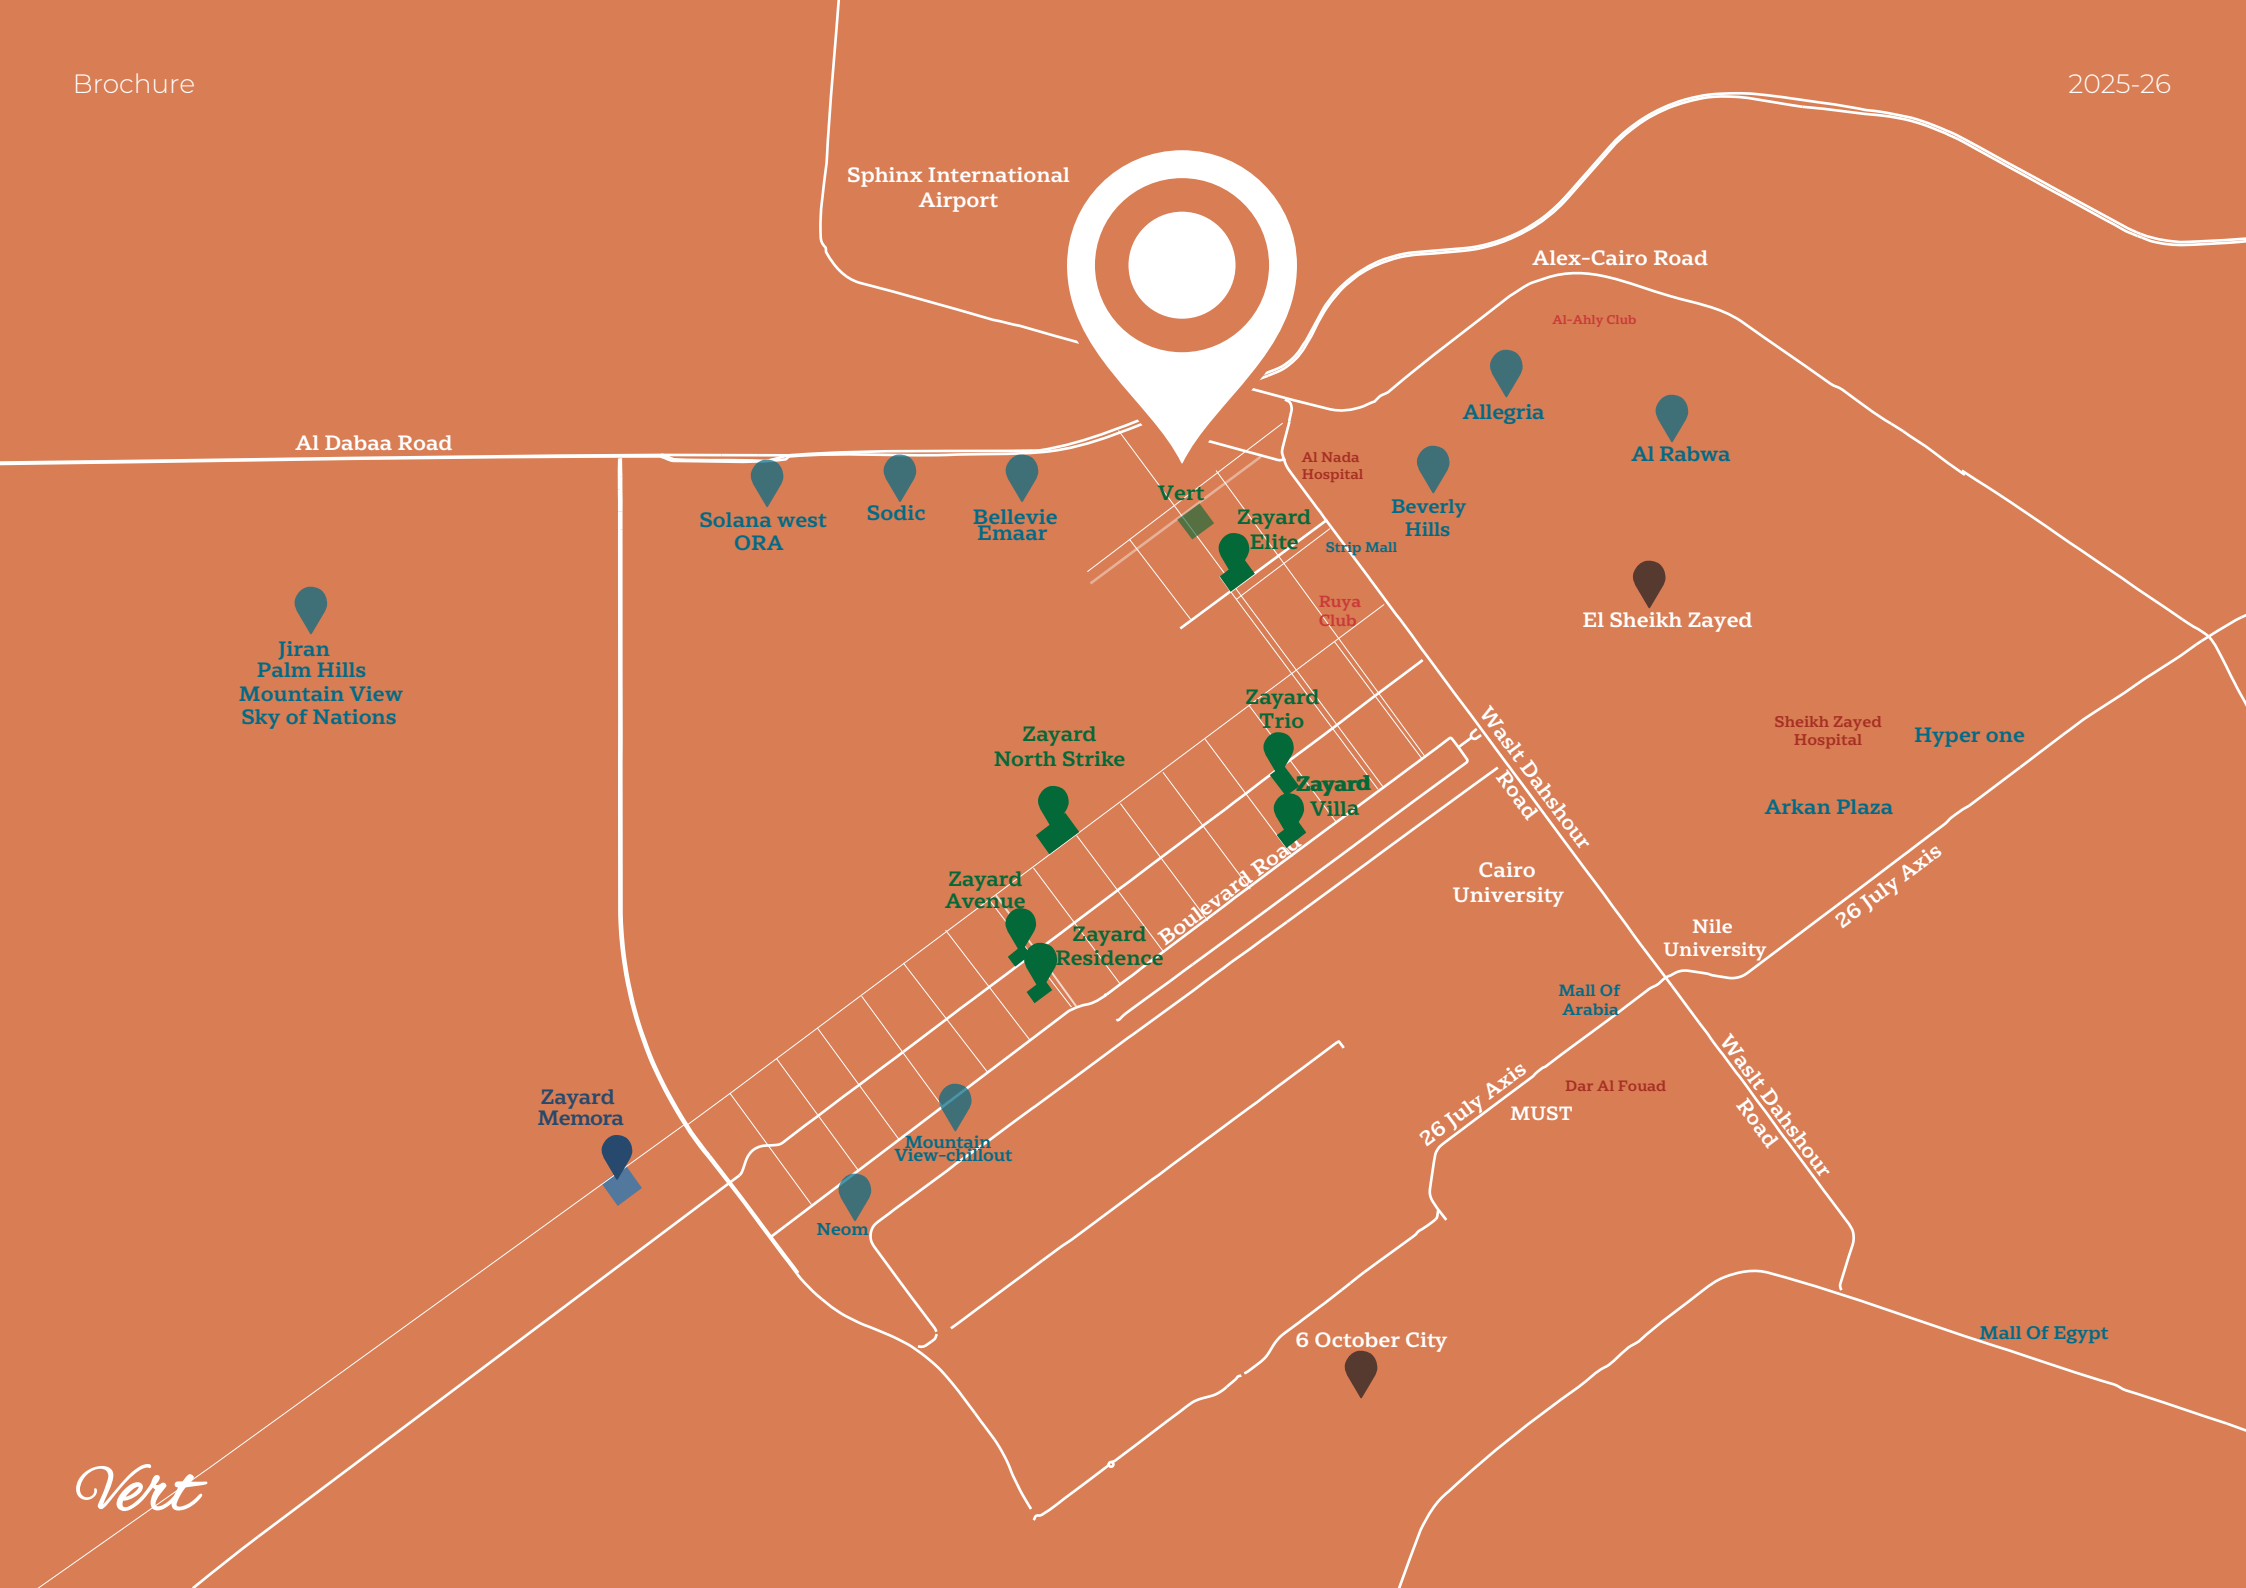 Brochure
2025-26
Sphinx International
Airport
Alex-Cairo Road
Al-Ahly Club
Allegria
Al Dabaa Road
Al Rabwa
Al Nada
Hospital
Vert
Solana west
ORA
Sodic
Bellevie
Emaar
Zayard
Elite
Beverly
Hills
Strip Mall
Ruya
Club
El Sheikh Zayed
Jiran
Palm Hills
Mountain View
Sky of Nations
Zayard
Trio
Zayard
North Strike
Waslt Dahshour
Road
Sheikh Zayed
Hospital
Hyper one
Zayard
Villa
Arkan Plaza
Boulevard Road
Zayard
Avenue
Cairo
University
26 July Axis
Zayard
Residence
Nile
University
Mall Of
Arabia
Waslt Dahshour
Road
26 July Axis
Dar Al Fouad
MUST
Zayard
Memora
Mountain
View-chillout
Neom
6 October City
Mall Of Egypt
Vert